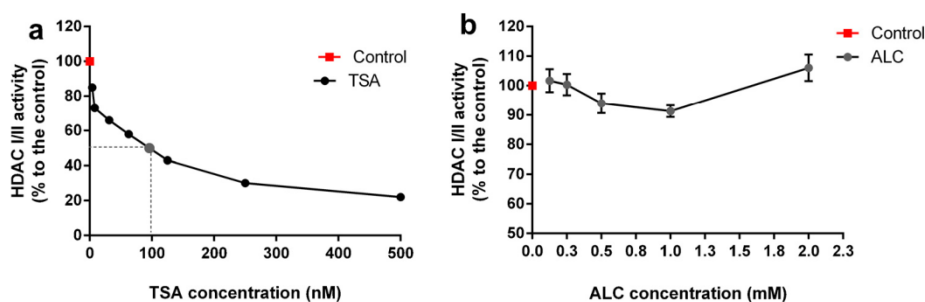 a
HDAC I/II activity
(% to the control)
120
100
80
60
40
20
0
0
100
200
300
400
500
TSA concentration (nM)
Control
TSA
b
HDAC I/II activity
(% to the control)
120
110
100
90
80
70
60
50
0.0
0.3
0.5
0.8
1.0
1.3
1.5
1.8
2.0
2.3
ALC concentration (mM)
Control
ALC